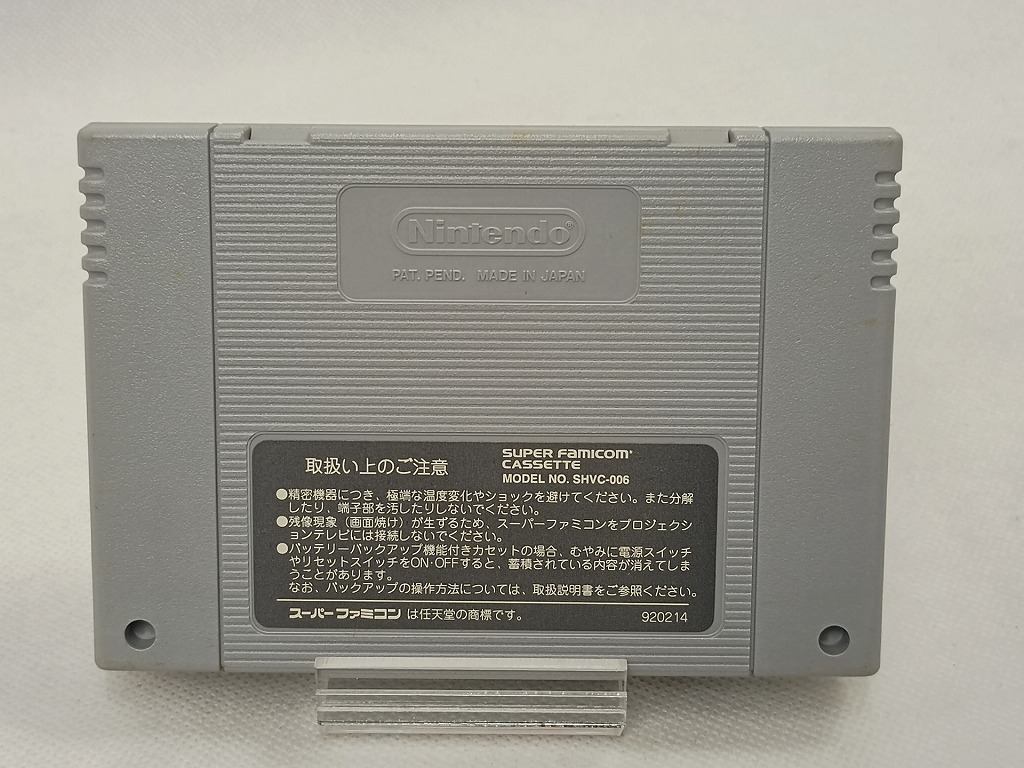 Nintendo®
PAT. PEND. MADE IN JAPAN
取扱い上のご注意
SUPER FAMICOM®
CASSETTE
MODEL NO. SHVC-006
●精密機器につき、極端な温度変化やショックを避けてください。また分解
したり、端子部を汚したりしないでください。
●残像現象（画面焼け）が生ずるため、スーパーファミコンをプロジェクシ
ョンテレビには接続しないでください。
●バッテリーバックアップ機能付きカセットの場合、むやみに電源スイッチ
やリセットスイッチをON・OFFすると、蓄積されている内容が消えてしま
うことがあります。
なお、バックアップの操作方法については、取扱説明書をご参照ください。
スーパーファミコン は任天堂の商標です。
920214